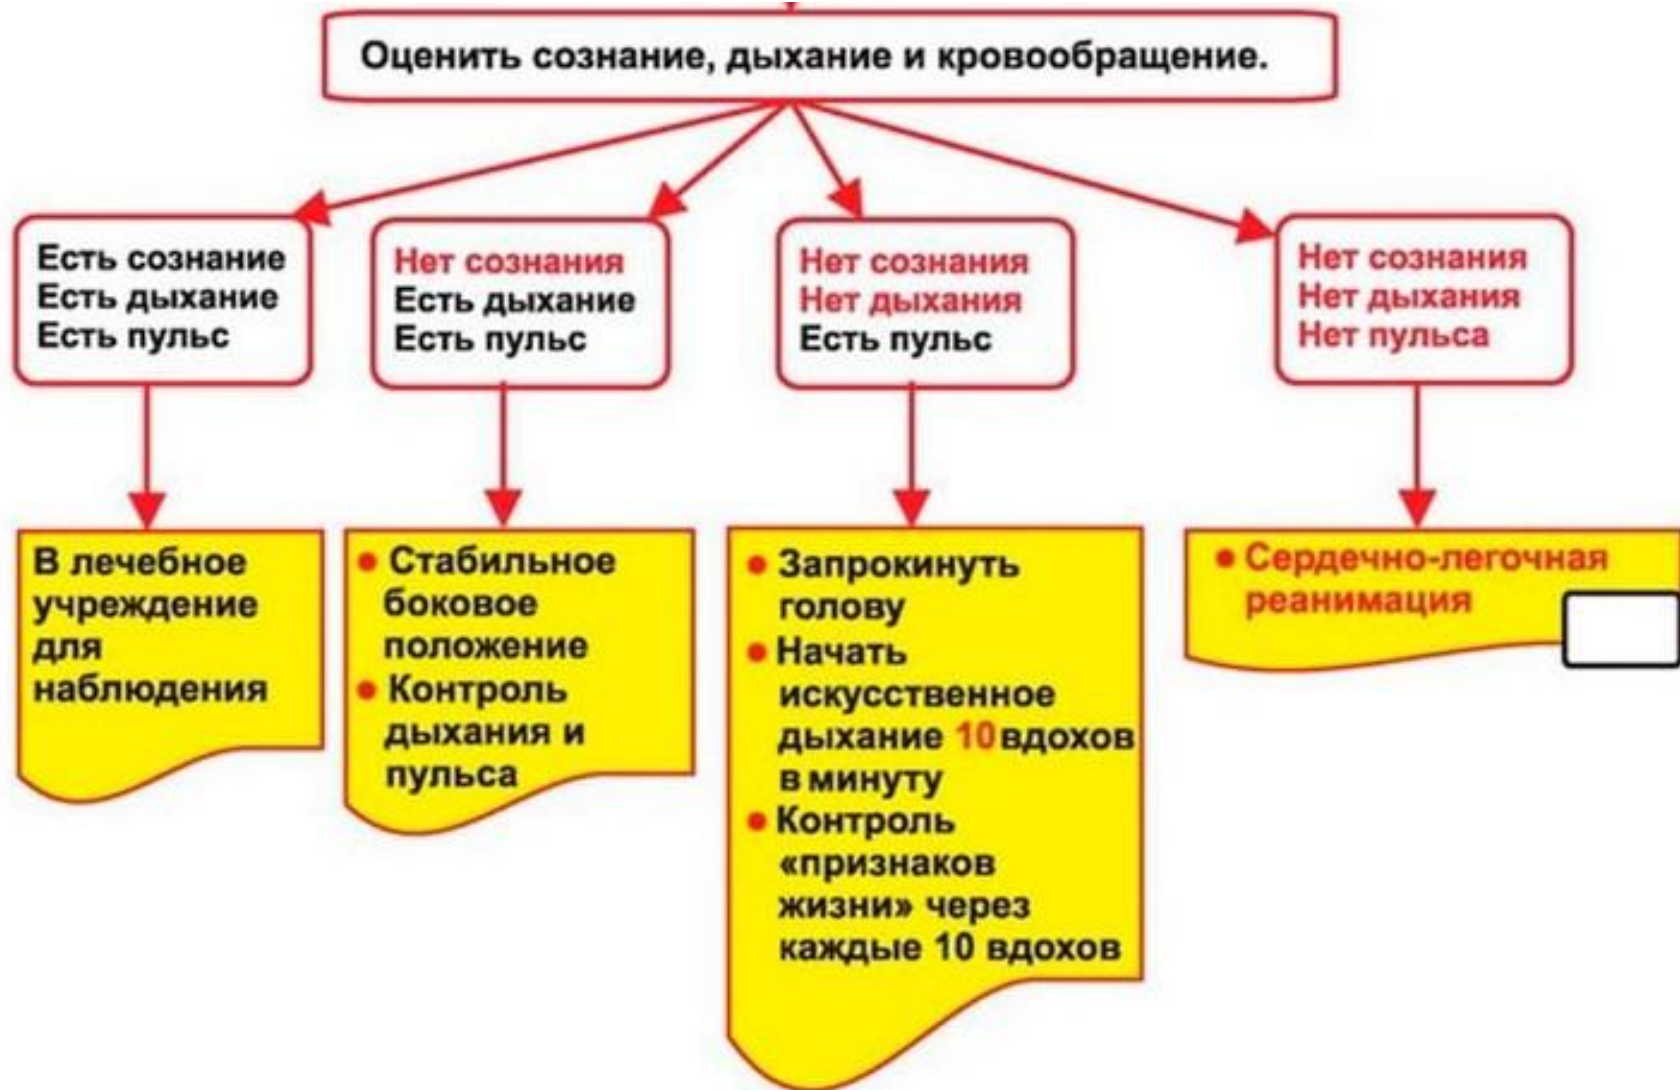 Оценить сознание, дыхание и кровообращение.
Есть сознание
Есть дыхание
Есть пульс
Нет сознания
Есть дыхание
Есть пульс
Нет сознания
Нет дыхания
Есть пульс
Нет сознания
Нет дыхания
Нет пульса
В лечебное
учреждение
для
наблюдения
• Стабильное
боковое
положение
• Контроль
дыхания и
пульса
• Запрокинуть
голову
• Начать
искусственное
дыхание 10 вдохов
в минуту
• Контроль
«признаков
жизни» через
каждые 10 вдохов
• Сердечно-легочная
реанимация